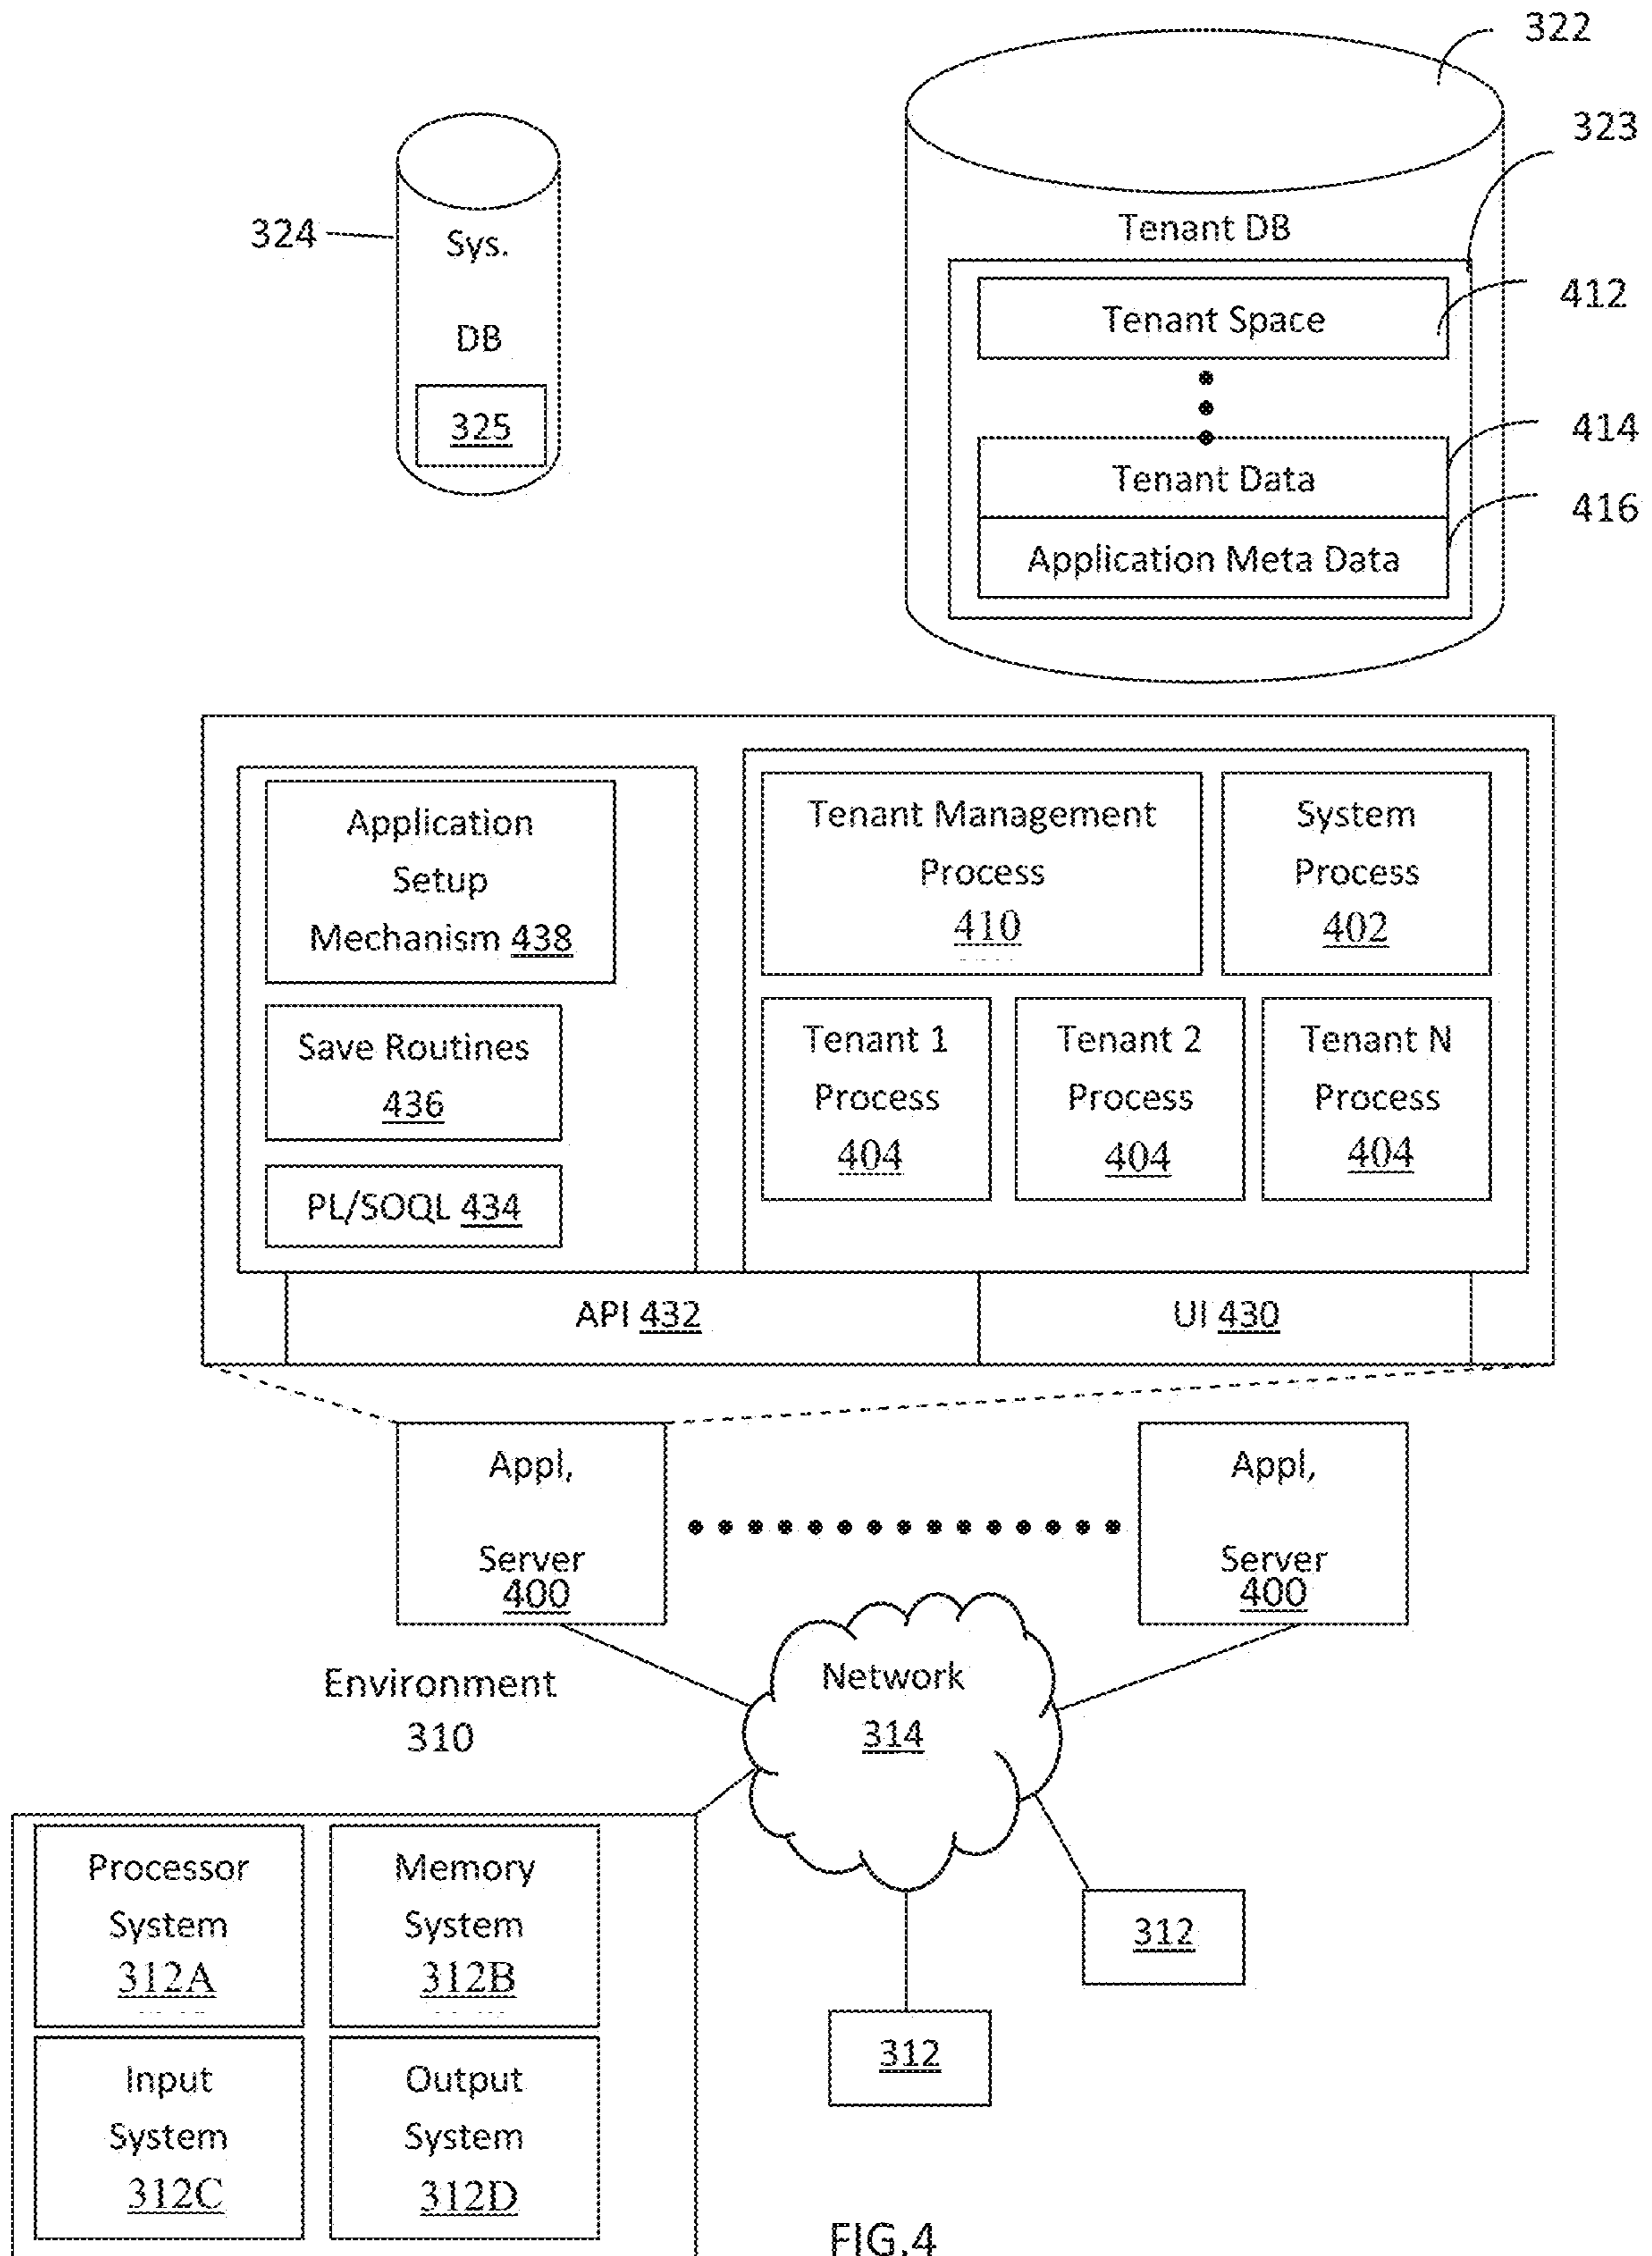 322
323
324
Sys.
DB
325
Tenant DB
Tenant Space
412
414
Tenant Data
416
Application Meta Data
Application
Setup
Mechanism 438
Save Routines
436
PL/SOQL 434
Tenant Management
Process
410
System
Process
402
Tenant 1
Process
404
Tenant 2
Process
404
Tenant N
Process
404
API 432
UI 430
Appl,
Server
400
Appl,
Server
400
Environment
310
Network
314
Processor
System
312A
Memory
System
312B
Input
System
312C
Output
System
312D
312
312
FIG.4